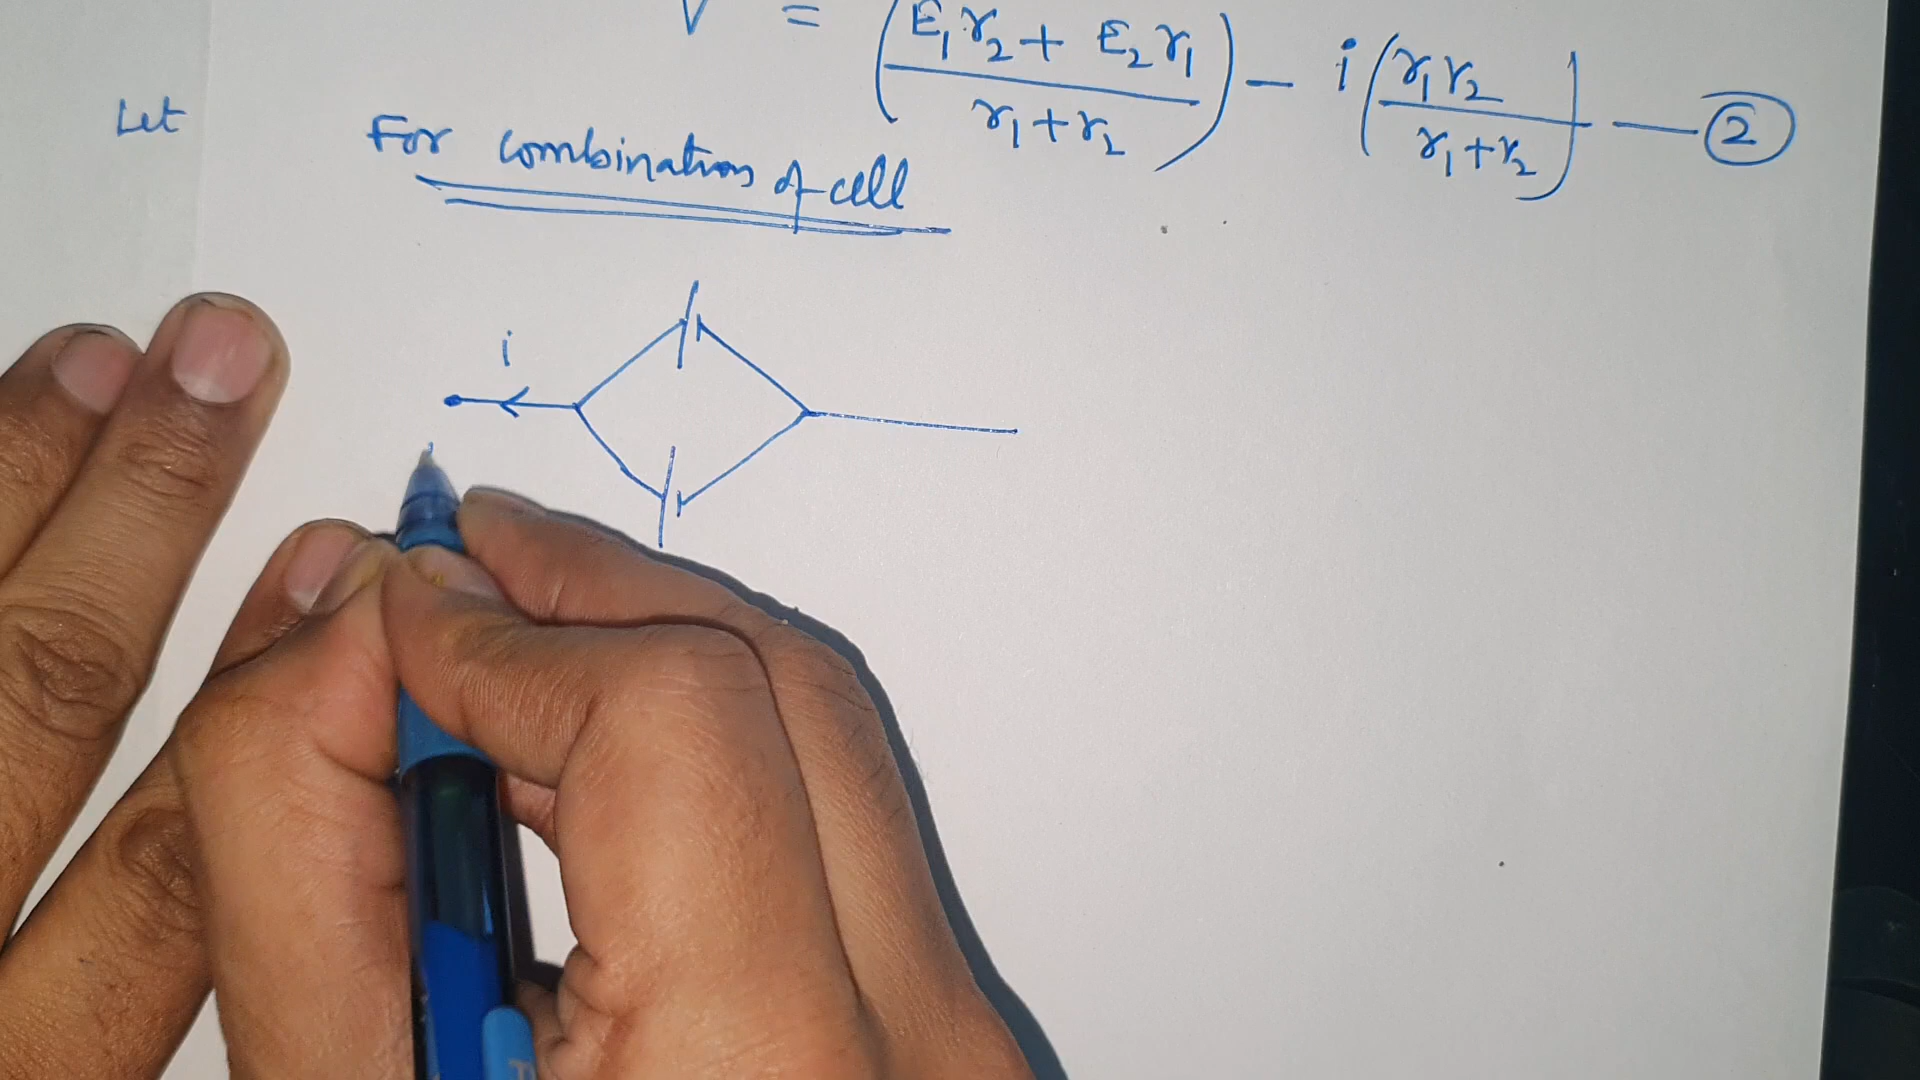 V = (E₁r₂ + E₂r₁ / r₁+r₂) — i (r₁r₂ / r₁+r₂) — ②
Let For combination of cell
i